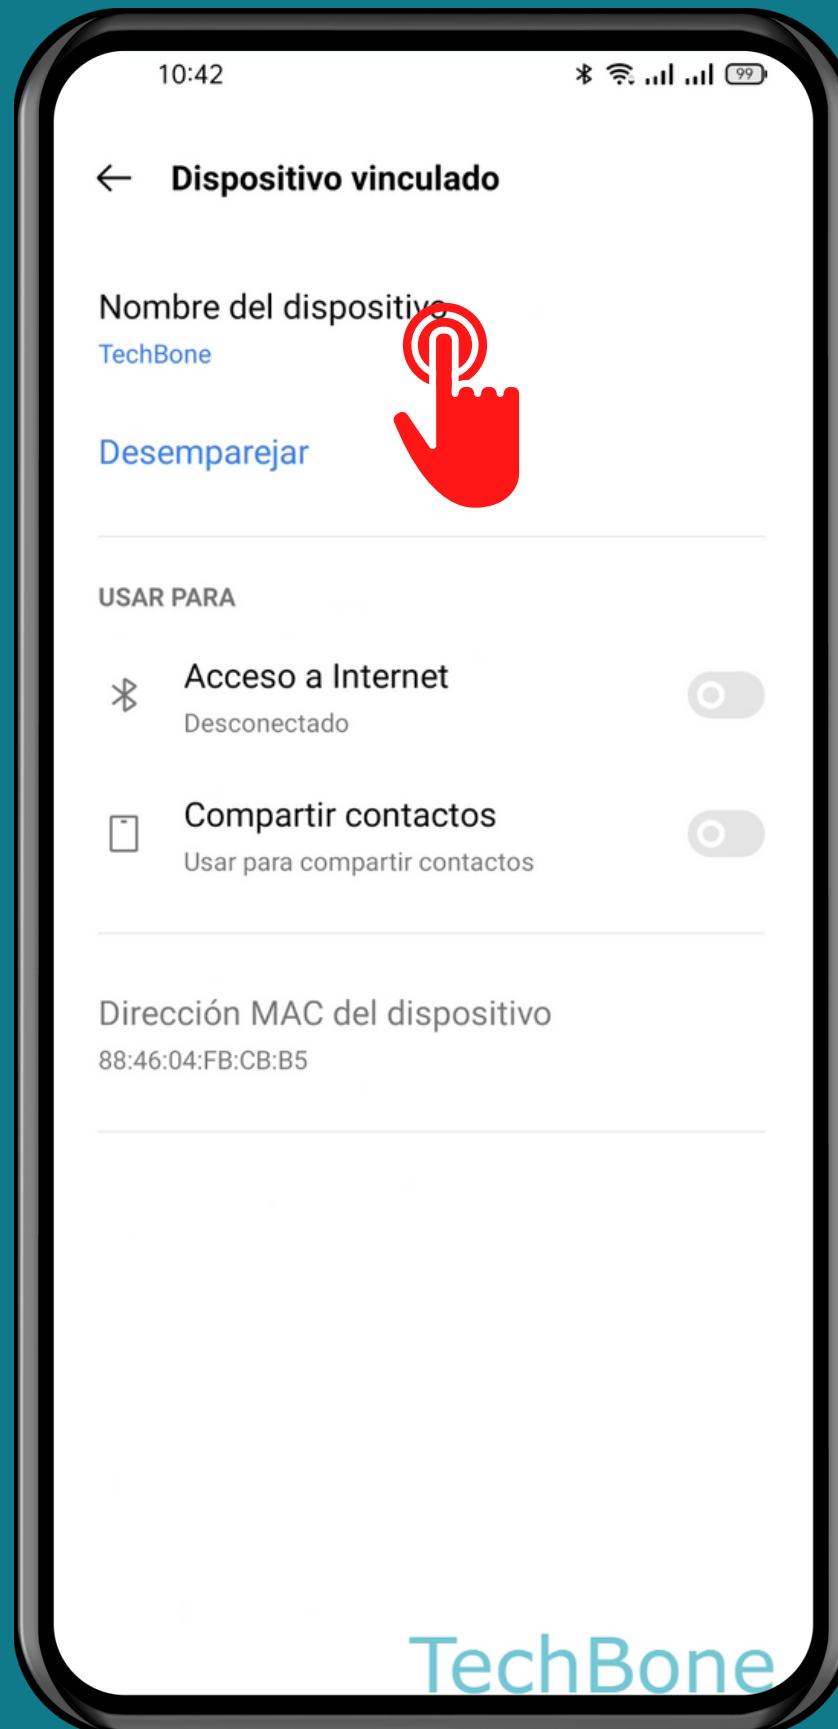 10:42
99
Dispositivo vinculado
Nombre del dispositivo
TechBone
Desemparejar
USAR PARA
Acceso a Internet
Desconectado
Compartir contactos
Usar para compartir contactos
Dirección MAC del dispositivo
88:46:04:FB:CB:B5
TechBone